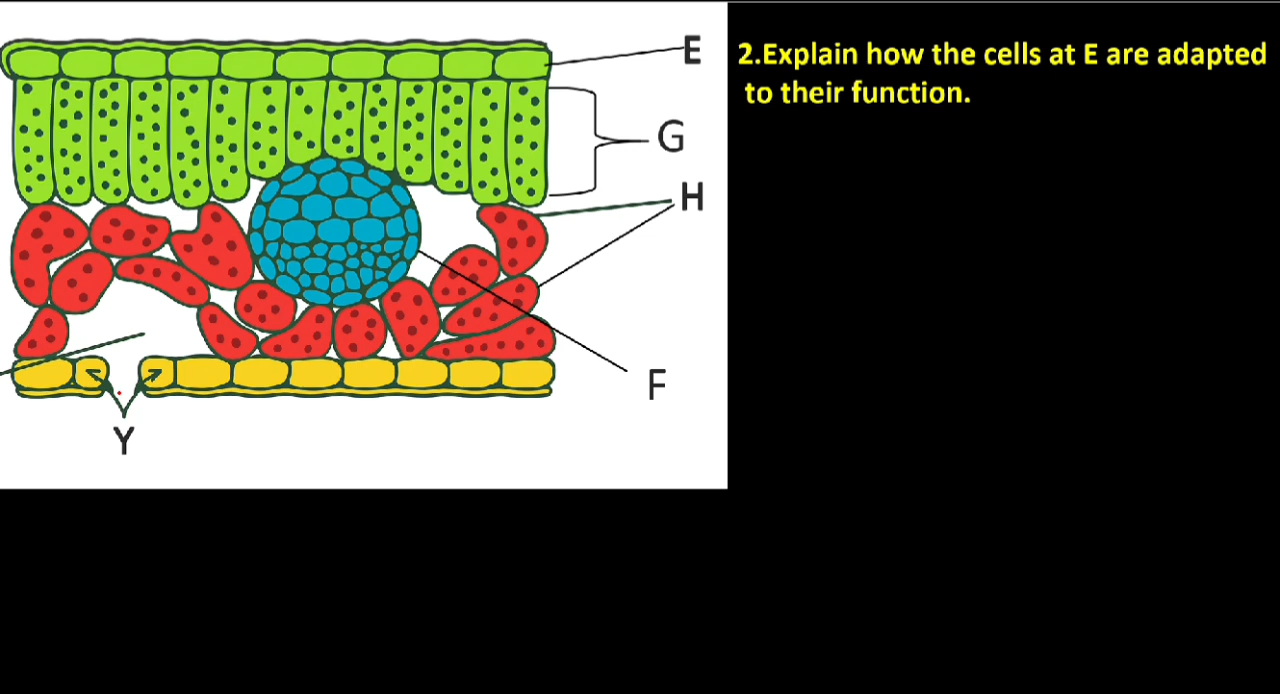 E
2.Explain how the cells at E are adapted
to their function.
G
H
F
Y